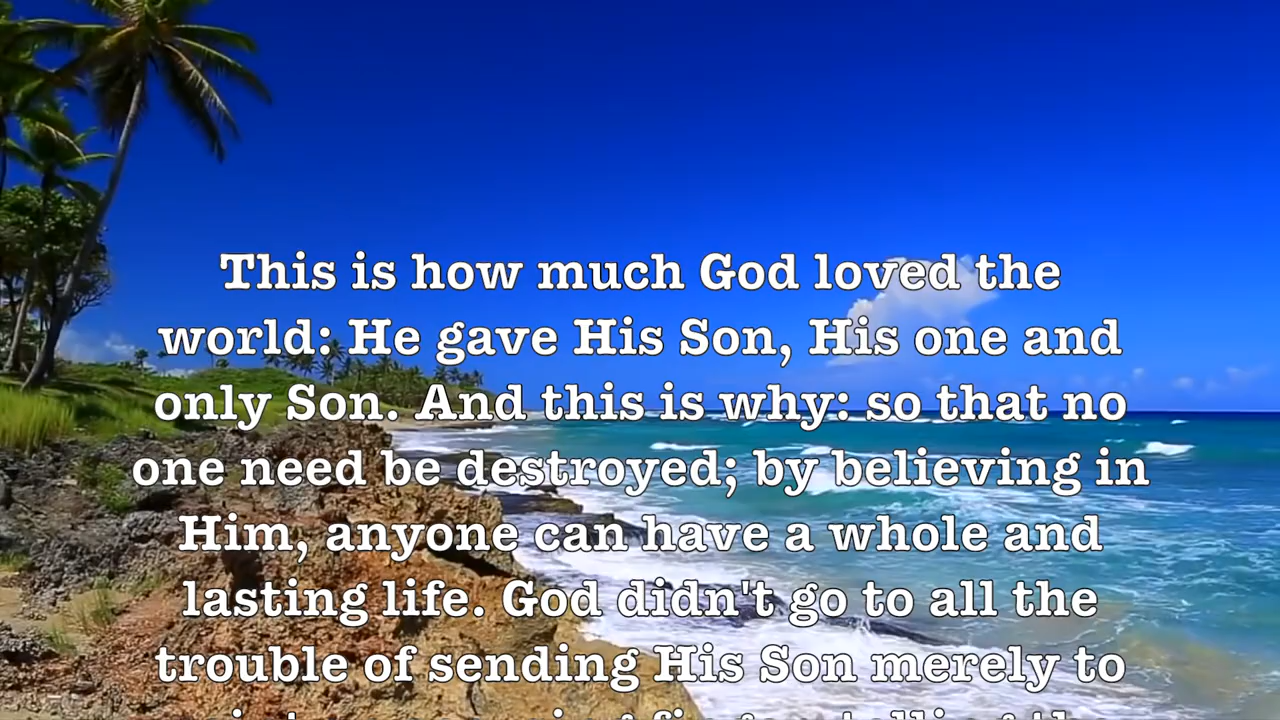 This is how much God loved the
world: He gave His Son, His one and
only Son. And this is why: so that no
one need be destroyed; by believing in
Him, anyone can have a whole and
lasting life. God didn't go to all the
trouble of sending His Son merely to